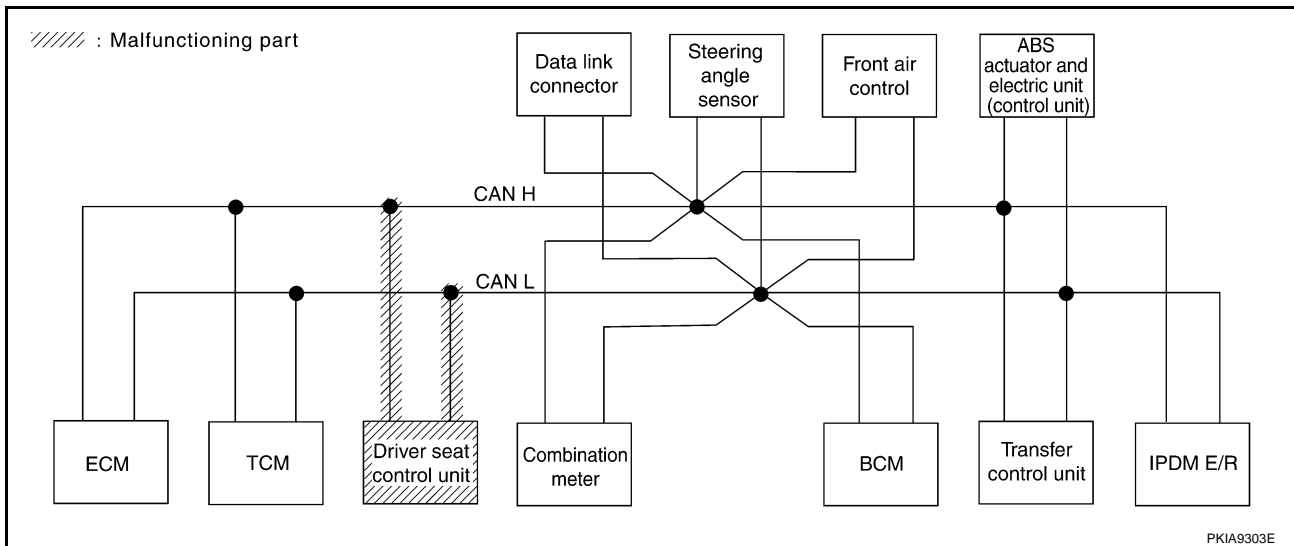 : Malfunctioning part
Data link
connector
Steering
angle
sensor
Front air
control
ABS
actuator and
electric unit
(control unit)
CAN H
CAN L
ECM
TCM
Driver seat
control unit
Combination
meter
BCM
Transfer
control unit
IPDM E/R
PKIA9303E